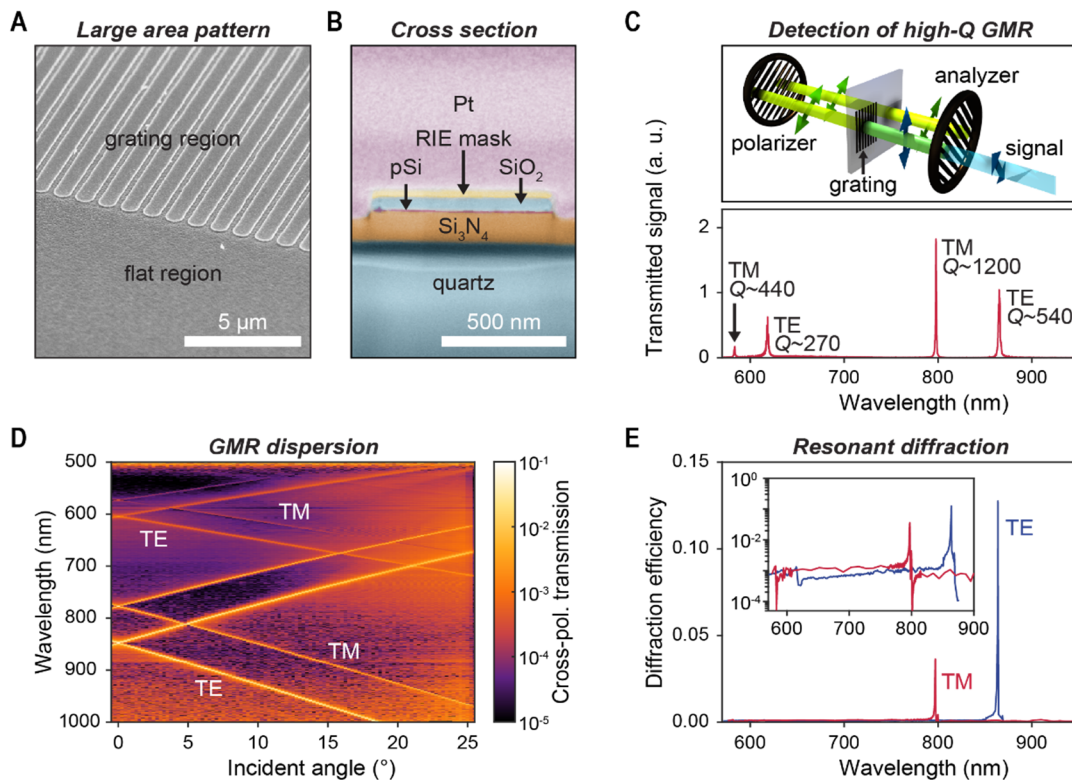 A
Large area pattern
grating region
flat region
5 μm
B
Cross section
Pt
RIE mask
pSi
SiO2
Si3N4
quartz
500 nm
C
Detection of high-Q GMR
polarizer
grating
analyzer
signal
Transmitted signal (a. u.)
2
1
0
TM
Q~440
TE
Q~270
TM
Q~1200
TE
Q~540
600
700
800
900
Wavelength (nm)
D
GMR dispersion
Wavelength (nm)
500
600
700
800
900
1000
TM
TE
TM
TE
0
5
10
15
20
25
Incident angle (°)
10-1
10-2
10-3
10-4
10-5
Cross-pol. transmission
E
Resonant diffraction
Diffraction efficiency
0.15
0.10
0.05
0.00
100
10-2
10-4
600
700
800
900
TE
TM
600
700
800
900
Wavelength (nm)